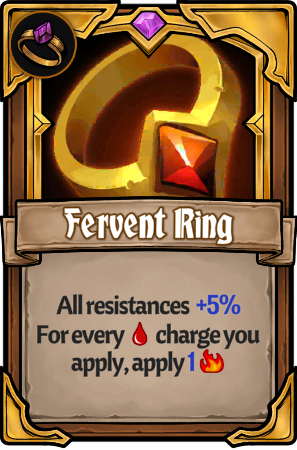 Fervent Ring
All resistances +5%
For every 🩸 charge you
apply, apply 1 🔥